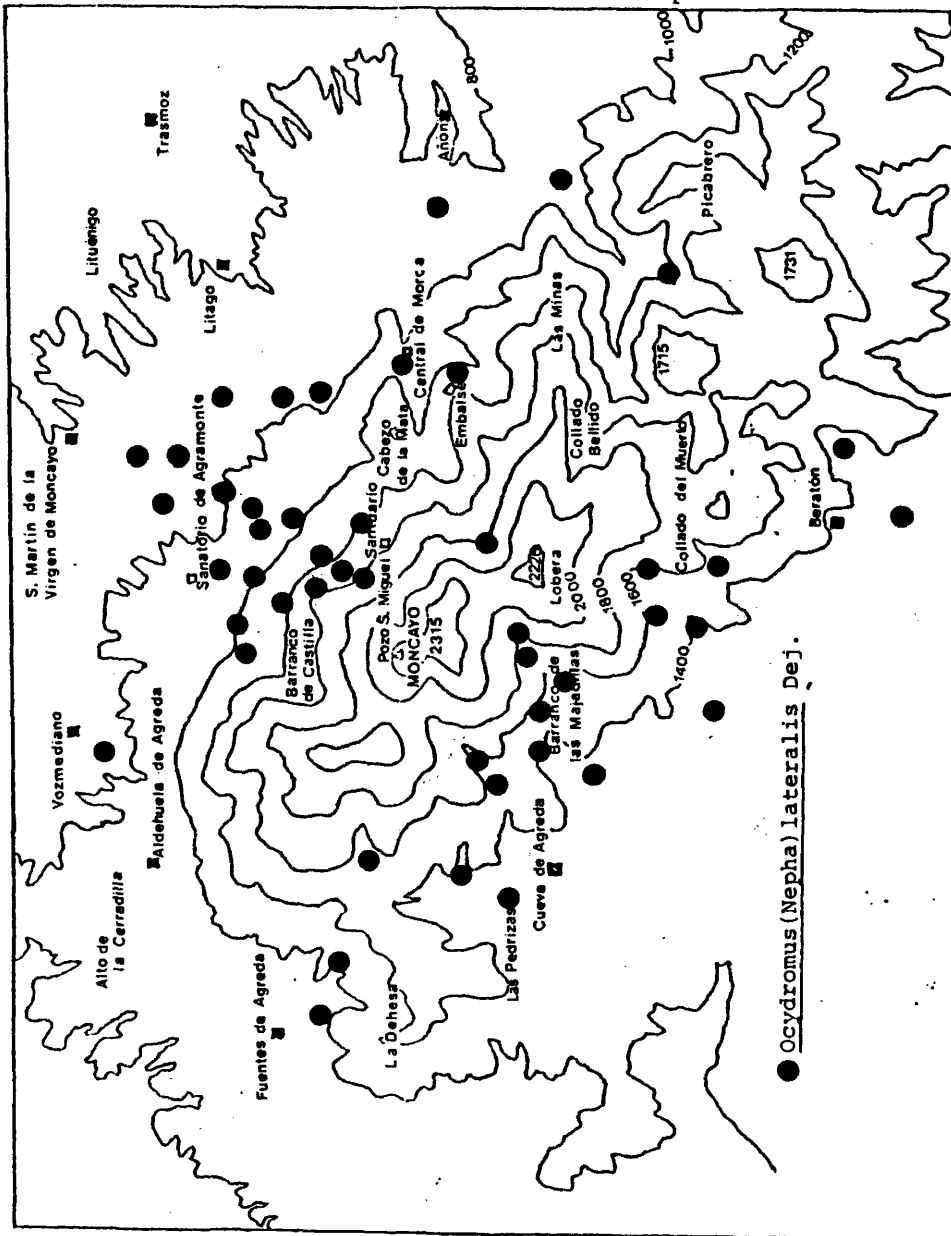 S. Martín de la
Virgen de Moncayo
Lituénigo
Trasmoz
Litago
Vozmediano
Alto de
la Cerradilla
Aldehuela de Agreda
Sanatorio de Agramonte
Fuentes de Agreda
La Dehesa
Barranco
de Castilla
Santuario
Cabezo
de la Mata
Pozo S. Miguel
MONCAYO
2315
Central de Morca
Embalse
Añon
800
1000
1200
Las Minas
Picabrero
Collado
Bellido
Lobera
2226
2000
1800
1600
1400
1715
1731
Las Pedrizas
Cueva de Agreda
Barranco de
las Majadillas
Collado del Muerto
Beratón
Ocydromus(Nepha)lateralis Dej.